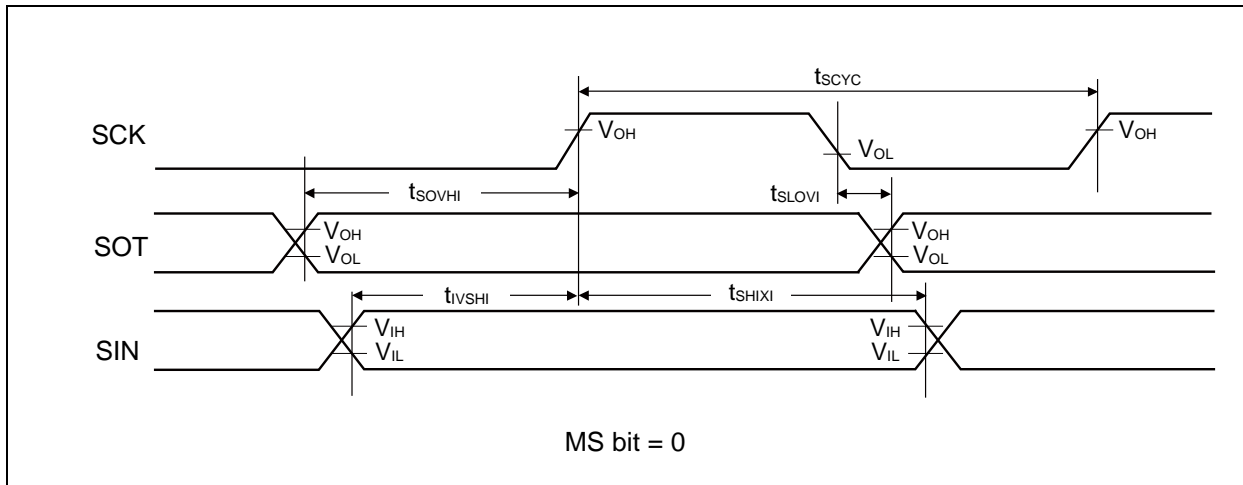 tSCYC
SCK
VOH
VOL
VOH
tSOVHI
tSLOVI
SOT
VOH
VOL
VOH
VOL
tIVSHI
tSHIXI
SIN
VIH
VIL
VIH
VIL
MS bit = 0